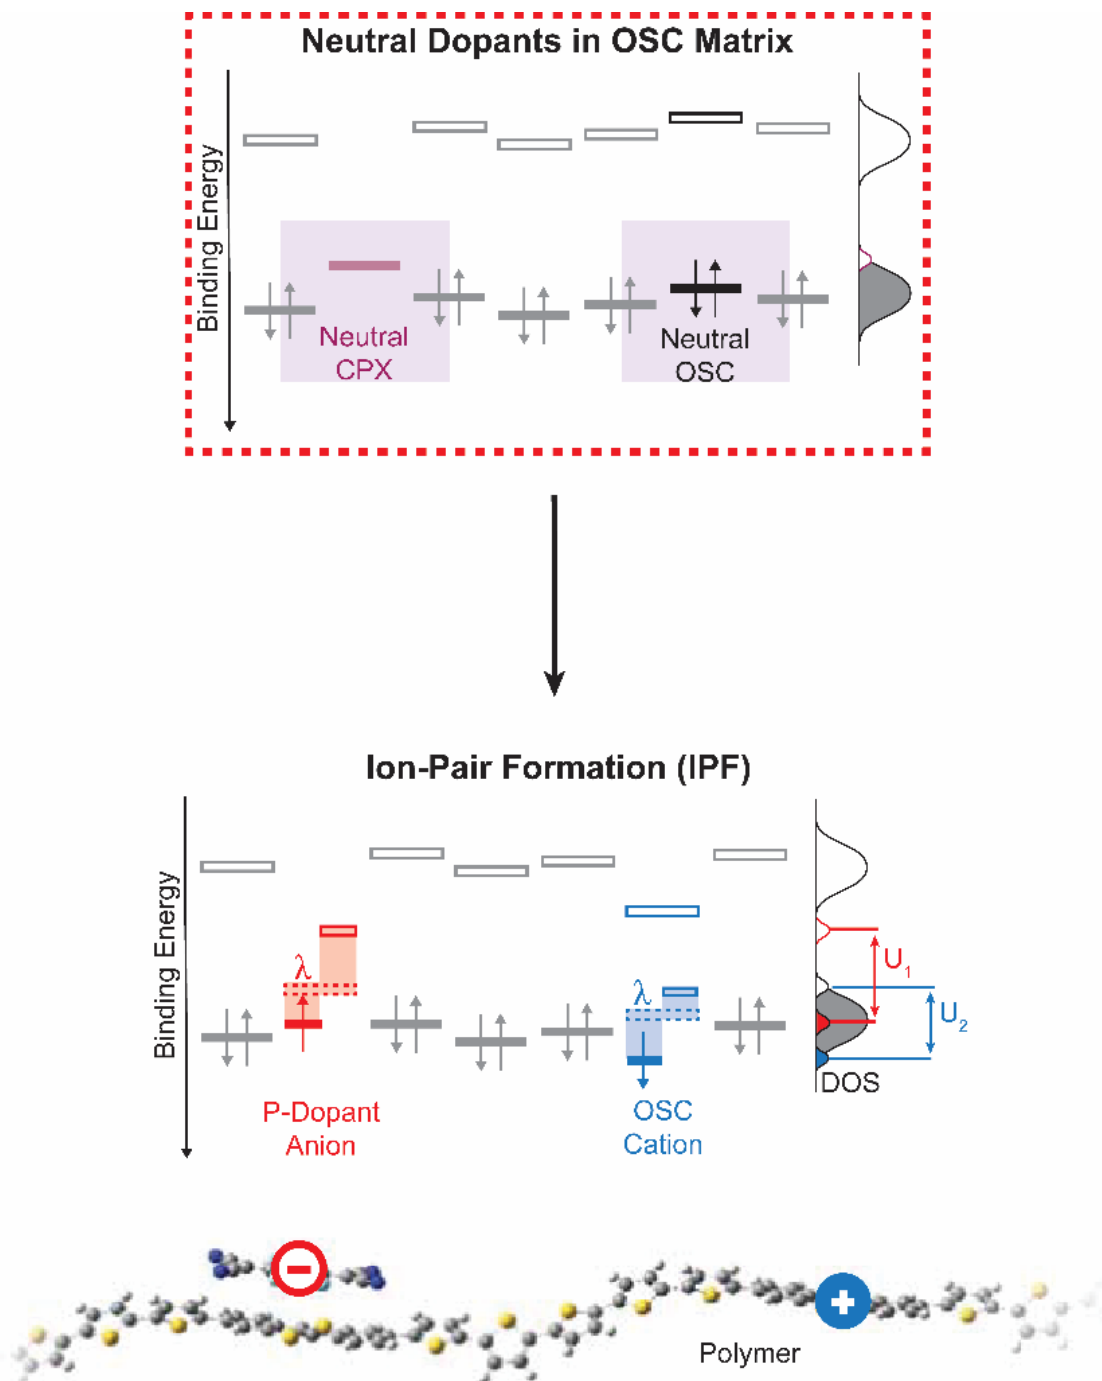 Neutral Dopants in OSC Matrix
Binding Energy
Neutral
CPX
Neutral
OSC
Ion-Pair Formation (IPF)
Binding Energy
λ
λ
U1
U2
DOS
P-Dopant
Anion
OSC
Cation
Polymer